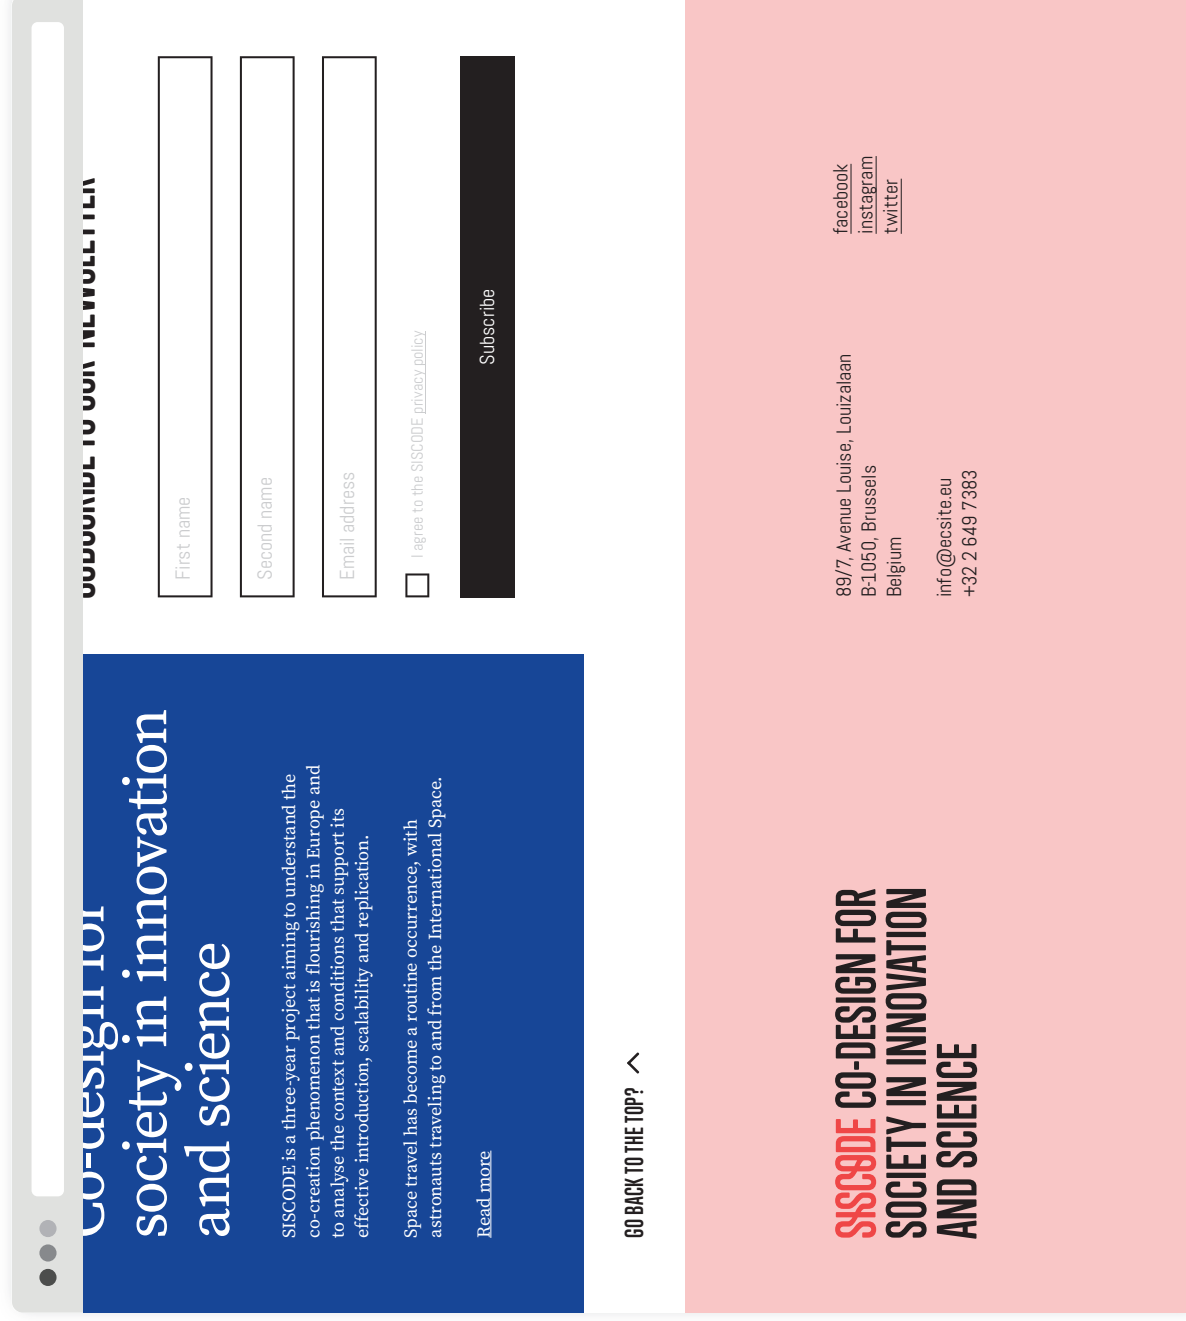 Co-design for
society in innovation
and science
SISCODE is a three-year project aiming to understand the
co-creation phenomenon that is flourishing in Europe and
to analyse the context and conditions that support its
effective introduction, scalability and replication.
Space travel has become a routine occurrence, with
astronauts traveling to and from the International Space.
Read more
SUBSCRIBE TO OUR NEWSLETTER
First name
Second name
Email address
I agree to the SISCODE privacy policy
Subscribe
GO BACK TO THE TOP?
SISCODE CO-DESIGN FOR
SOCIETY IN INNOVATION
AND SCIENCE
89/7, Avenue Louise, Louizalaan
B-1050, Brussels
Belgium
info@ecsite.eu
+32 2 649 7383
facebook
instagram
twitter